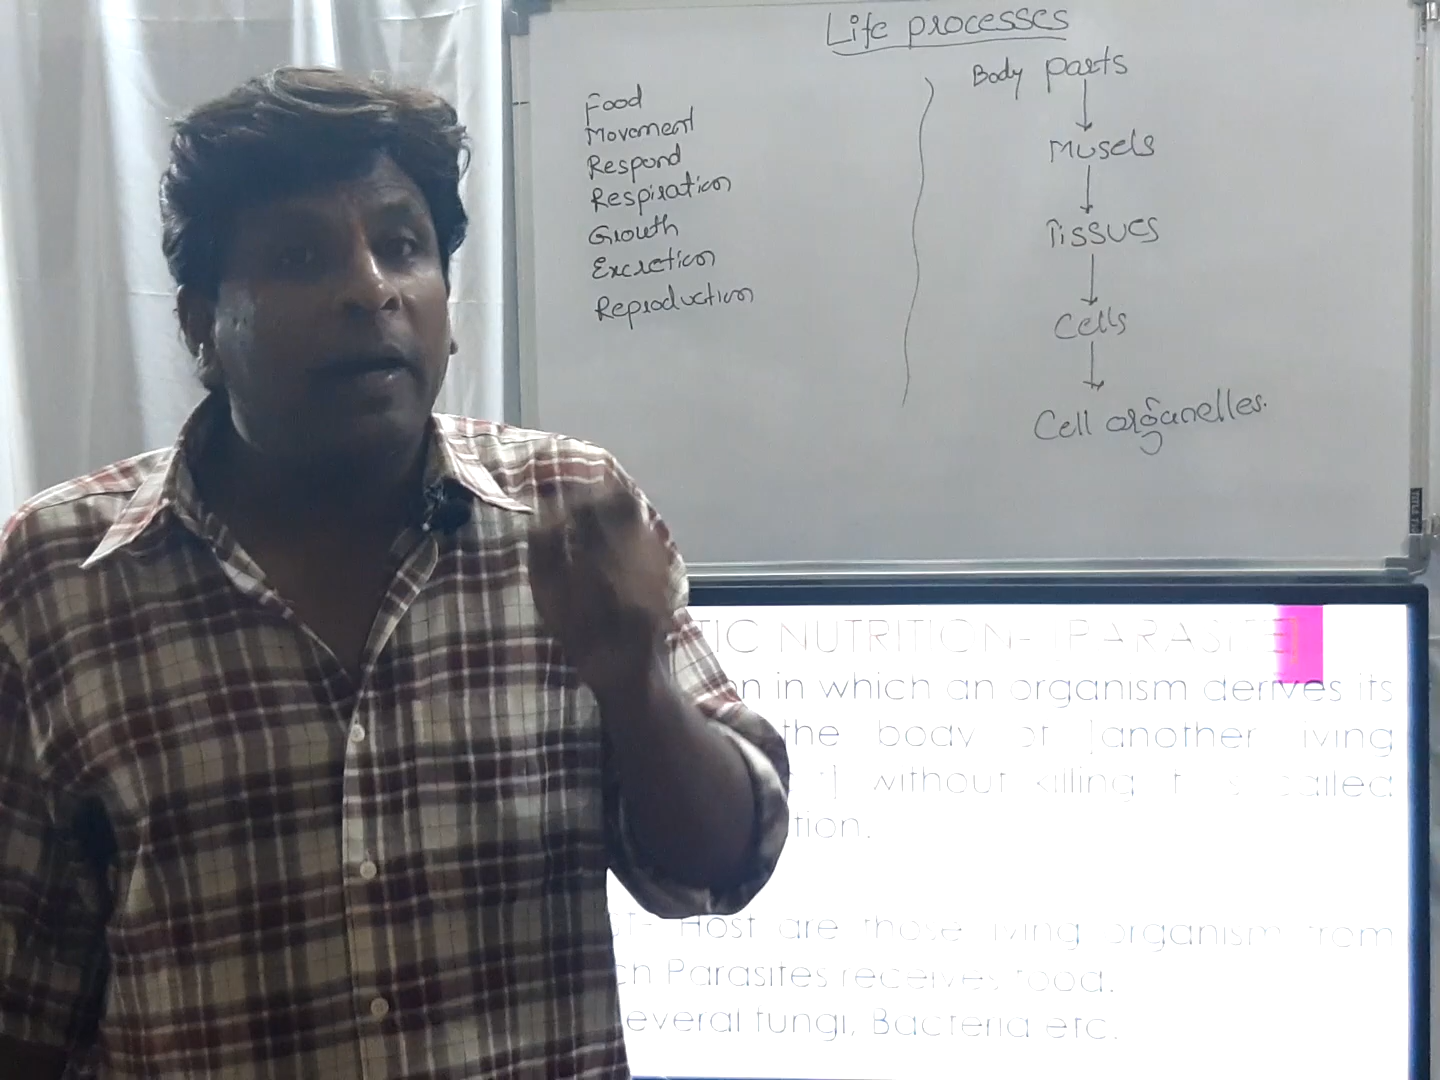 Life processes
Food
Movement
Respond
Respiration
Growth
Excretion
Reproduction
Body parts
Musels
Tissues
Cells
Cell organelles.
TIC NUTRITION- [PARASITE]
on in which an organism derives its
the body of [another living
] without killing it is called
tion.
Host are those living organism from
ch Parasites receives food.
everal fungi, Bacteria etc.